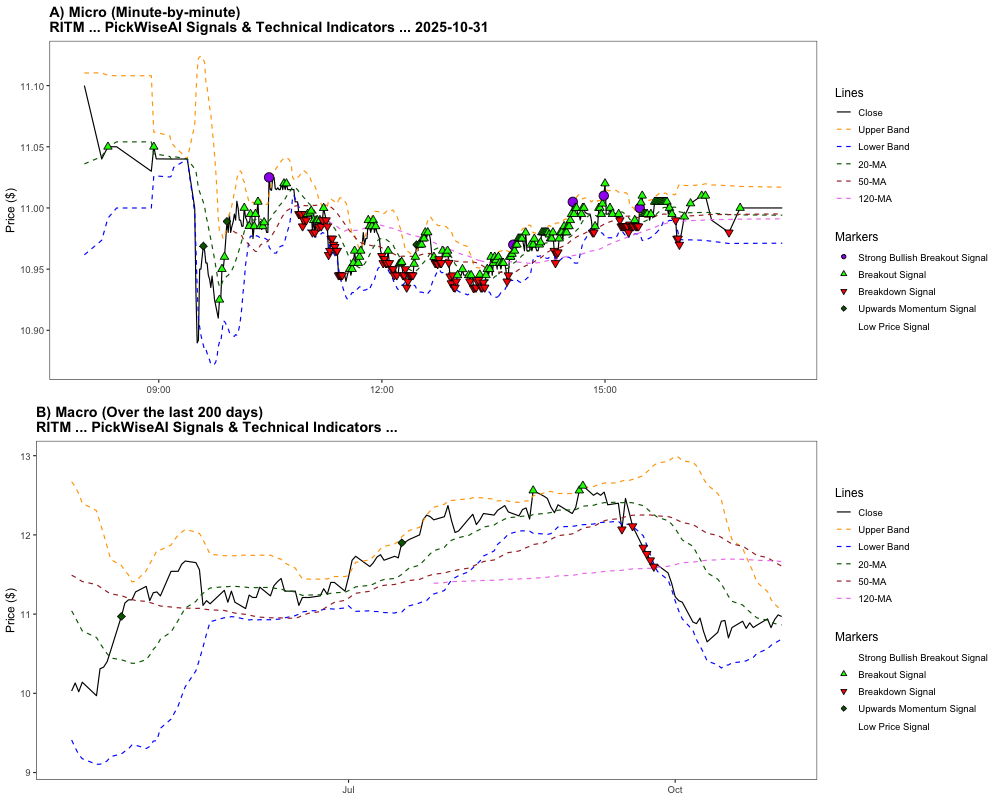 A) Micro (Minute-by-minute)
RITM ... PickWiseAI Signals & Technical Indicators ... 2025-10-31
Price ($)
11.10
11.05
11.00
10.95
10.90
09:00
12:00
15:00
Lines
Close
Upper Band
Lower Band
20-MA
50-MA
120-MA
Markers
Strong Bullish Breakout Signal
Breakout Signal
Breakdown Signal
Upwards Momentum Signal
Low Price Signal
B) Macro (Over the last 200 days)
RITM ... PickWiseAI Signals & Technical Indicators ...
Price ($)
13
12
11
10
9
Jul
Oct
Lines
Close
Upper Band
Lower Band
20-MA
50-MA
120-MA
Markers
Strong Bullish Breakout Signal
Breakout Signal
Breakdown Signal
Upwards Momentum Signal
Low Price Signal